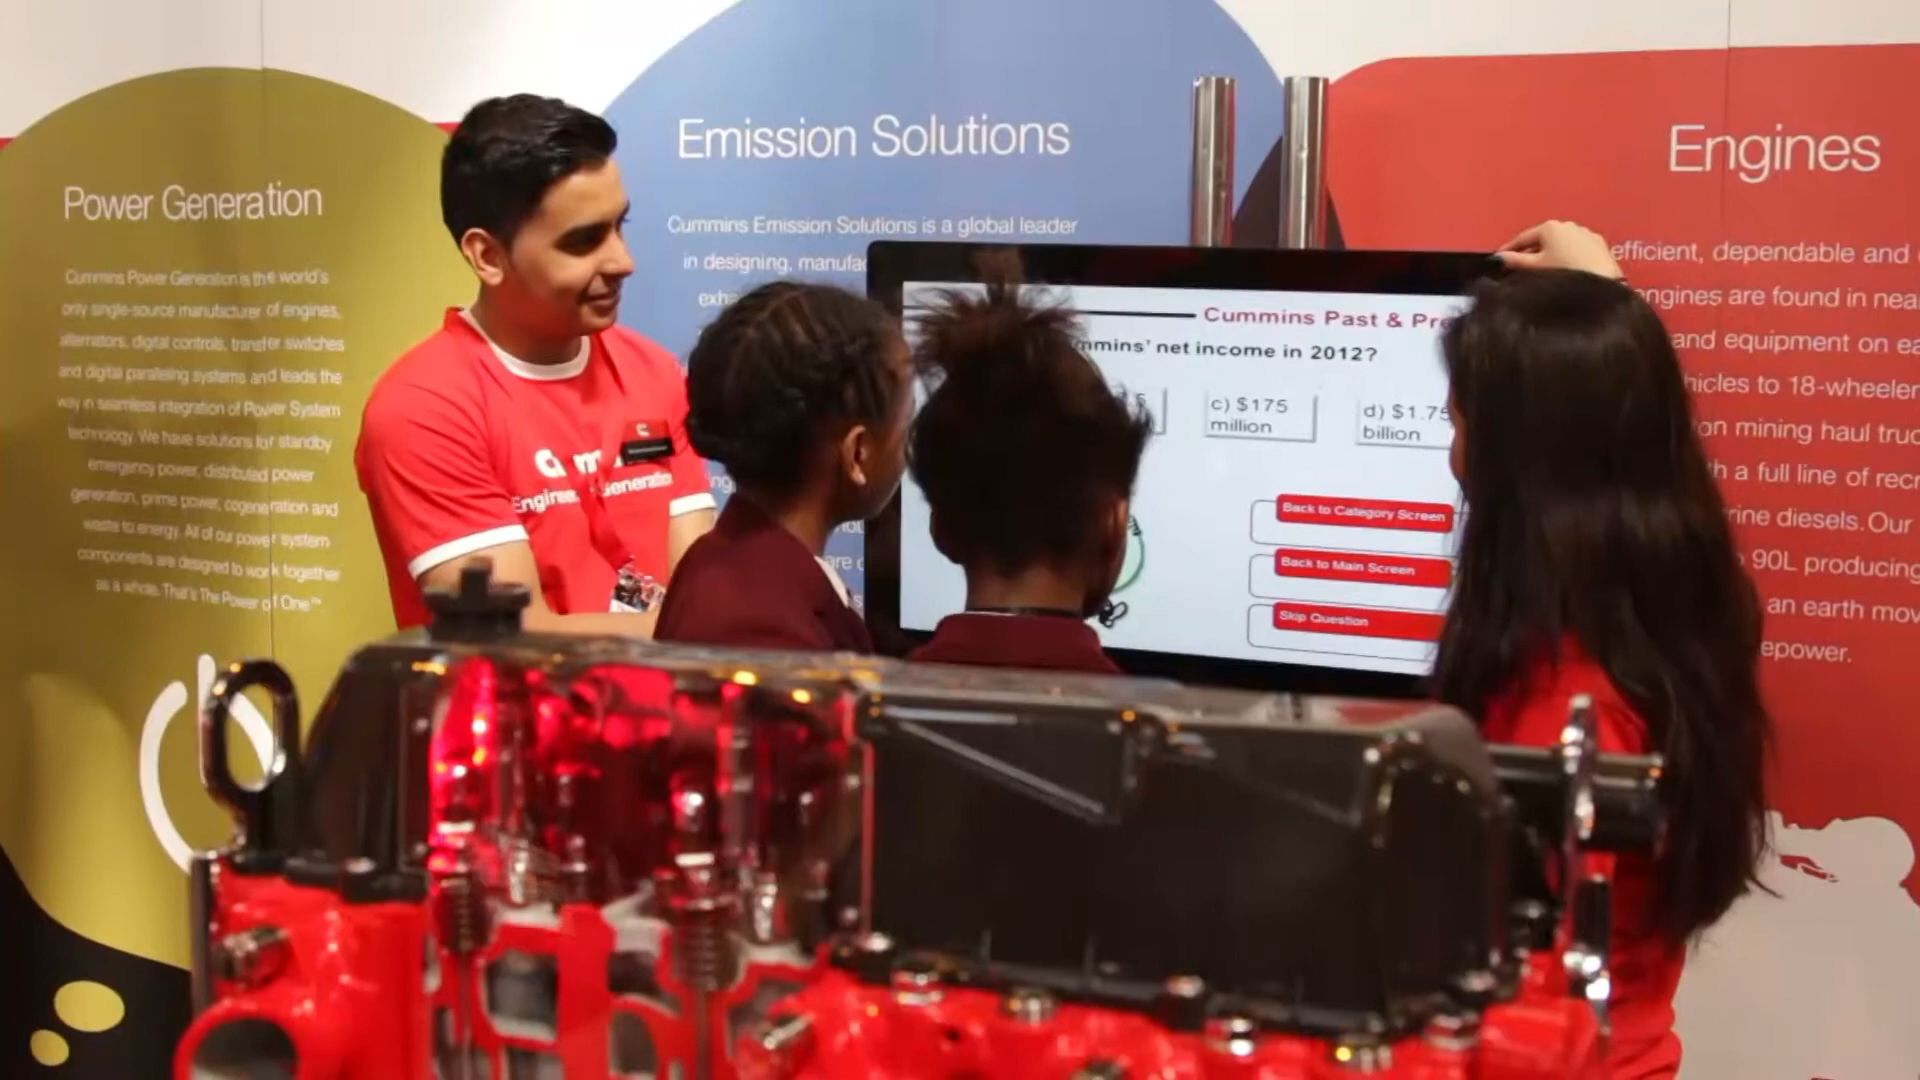 Power Generation
Cummins Power Generation is the world's
only single-source manufacturer of engines,
alternators, digital controls, transfer switches
and digital paralleling systems and leads the
way in seamless integration of Power System
technology. We have solutions for standby
emergency power, distributed power
generation, prime power, cogeneration and
waste to energy. All of our power system
components are designed to work together
as a whole. That's The Power of One™
Emission Solutions
Cummins Emission Solutions is a global leader
in designing, manufac
exha
Engines
efficient, dependable and
engines are found in nea
and equipment on ea
hicles to 18-wheeler
on mining haul truc
h a full line of recr
rine diesels. Our
90L producing
an earth mov
epower.
Cummins Past & Pre
mmins' net income in 2012?
5
c) $175
million
d) $1.75
billion
Back to Category Screen
Back to Main Screen
Skip Question